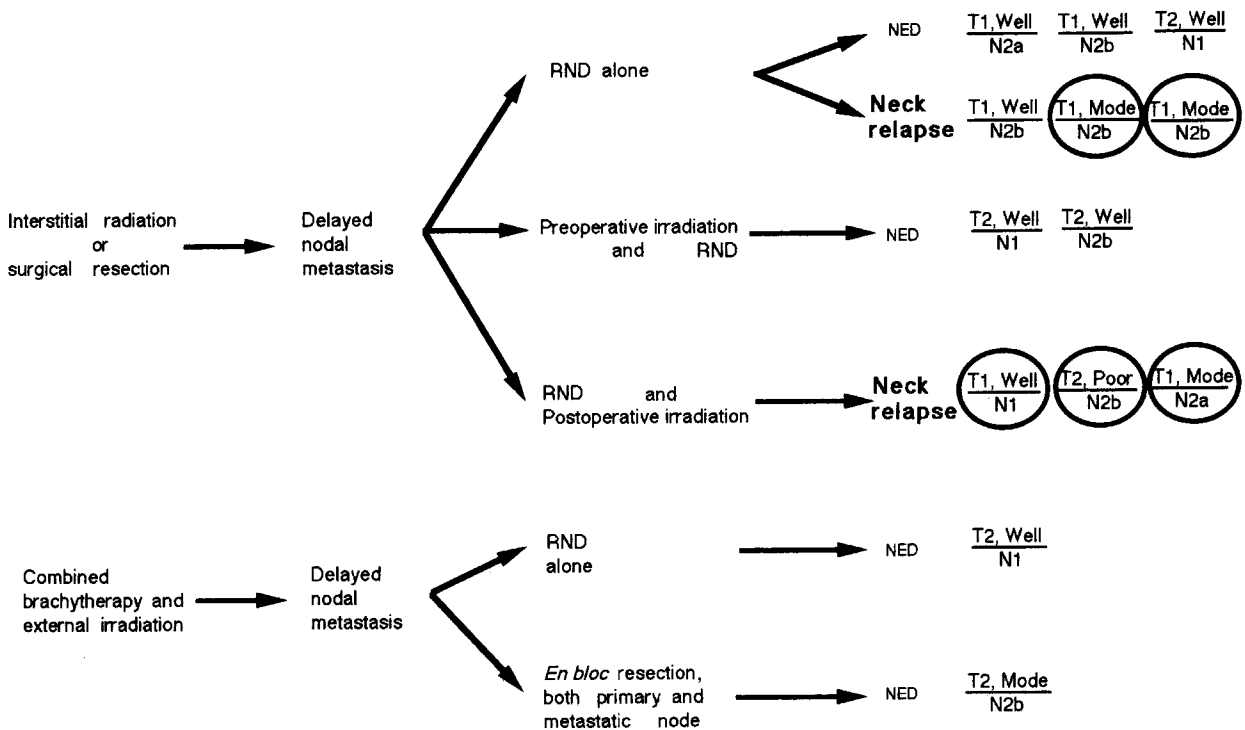 NED
T1, Well T1, Well T2, Well
N2a N2b N1
RND alone
Neck
relapse
T1, Well T1, Mode T1, Mode
N2b N2b N2b
Interstitial radiation
or
surgical resection
Delayed
nodal
metastasis
Preoperative irradiation
and RND
NED
T2, Well T2, Well
N1 N2b
RND and
Postoperative irradiation
Neck
relapse
T1, Well T2, Poor T1, Mode
N1 N2b N2a
Combined
brachytherapy and
external irradiation
Delayed
nodal
metastasis
RND
alone
NED
T2, Well
N1
En bloc resection,
both primary and
metastatic node
NED
T2, Mode
N2b